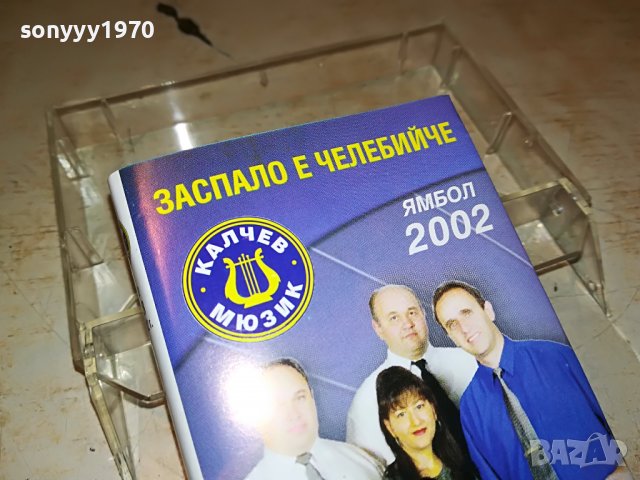 sonyyy1970
ЗАСПАЛО Е ЧЕЛЕБИЙЧЕ
ЯМБОЛ
2002
КАЛЧЕВ
МЮЗИК
BAZAR